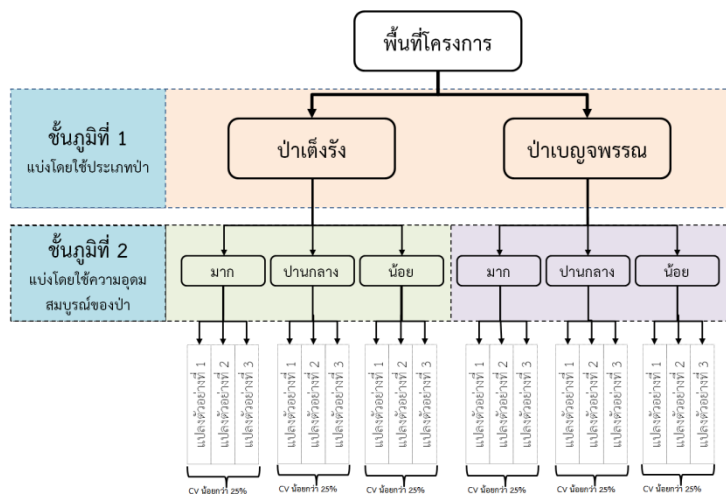 พื้นที่โครงการ
ชั้นภูมิที่ 1
แบ่งโดยใช้ประเภทป่า
ป่าเต็งรัง
ป่าเบญจพรรณ
ชั้นภูมิที่ 2
แบ่งโดยใช้ความอุดม
สมบูรณ์ของป่า
มาก
ปานกลาง
น้อย
มาก
ปานกลาง
น้อย
แปลงตัวอย่างที่ 1
แปลงตัวอย่างที่ 2
แปลงตัวอย่างที่ 3
แปลงตัวอย่างที่ 1
แปลงตัวอย่างที่ 2
แปลงตัวอย่างที่ 3
แปลงตัวอย่างที่ 1
แปลงตัวอย่างที่ 2
แปลงตัวอย่างที่ 3
แปลงตัวอย่างที่ 1
แปลงตัวอย่างที่ 2
แปลงตัวอย่างที่ 3
แปลงตัวอย่างที่ 1
แปลงตัวอย่างที่ 2
แปลงตัวอย่างที่ 3
แปลงตัวอย่างที่ 1
แปลงตัวอย่างที่ 2
แปลงตัวอย่างที่ 3
CV น้อยกว่า 25%
CV น้อยกว่า 25%
CV น้อยกว่า 25%
CV น้อยกว่า 25%
CV น้อยกว่า 25%
CV น้อยกว่า 25%